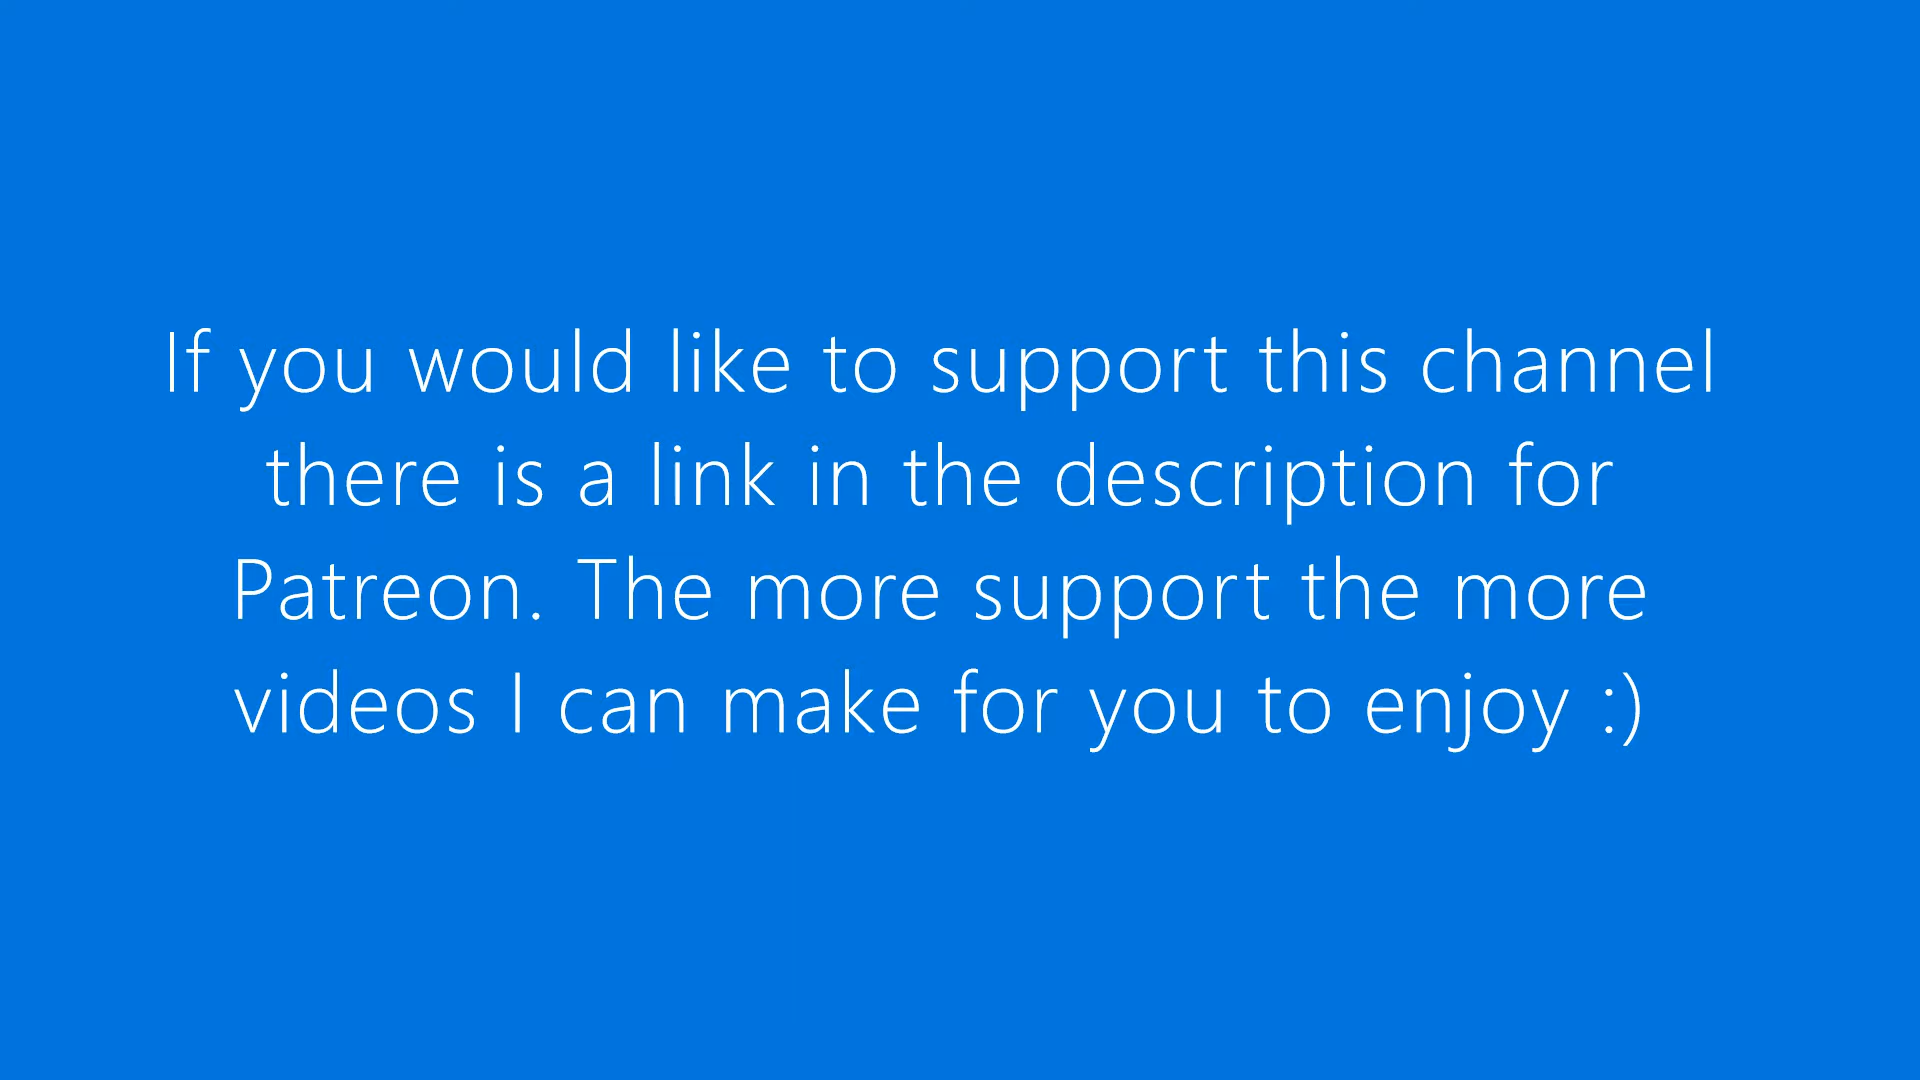 If you would like to support this channel
there is a link in the description for
Patreon. The more support the more
videos I can make for you to enjoy :)